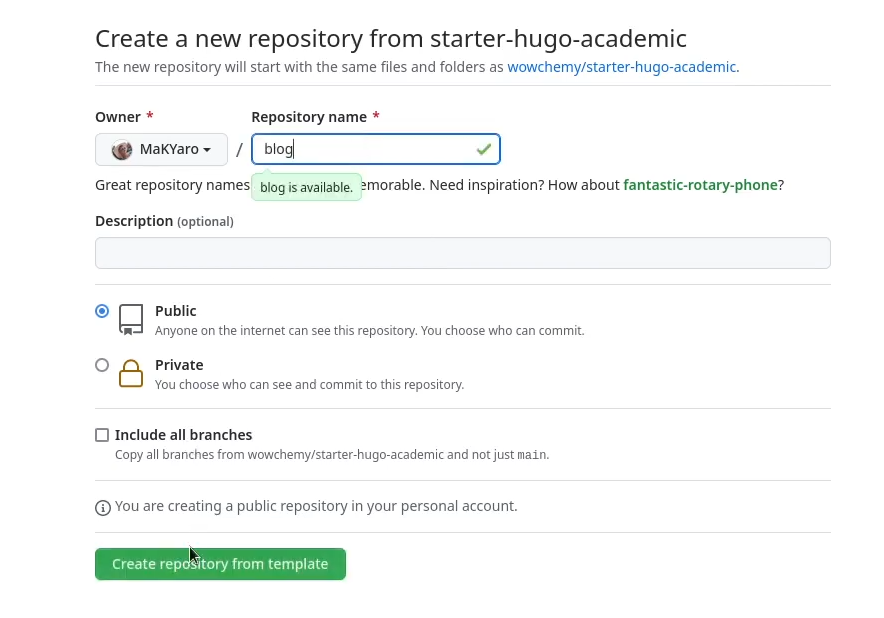 Create a new repository from starter-hugo-academic
The new repository will start with the same files and folders as wowchemy/starter-hugo-academic.
Owner * Repository name *
MaKYaro / blog
Great repository names emorable. Need inspiration? How about fantastic-rotary-phone?
blog is available.
Description (optional)
Public
Anyone on the internet can see this repository. You choose who can commit.
Private
You choose who can see and commit to this repository.
Include all branches
Copy all branches from wowchemy/starter-hugo-academic and not just main.
You are creating a public repository in your personal account.
Create repository from template